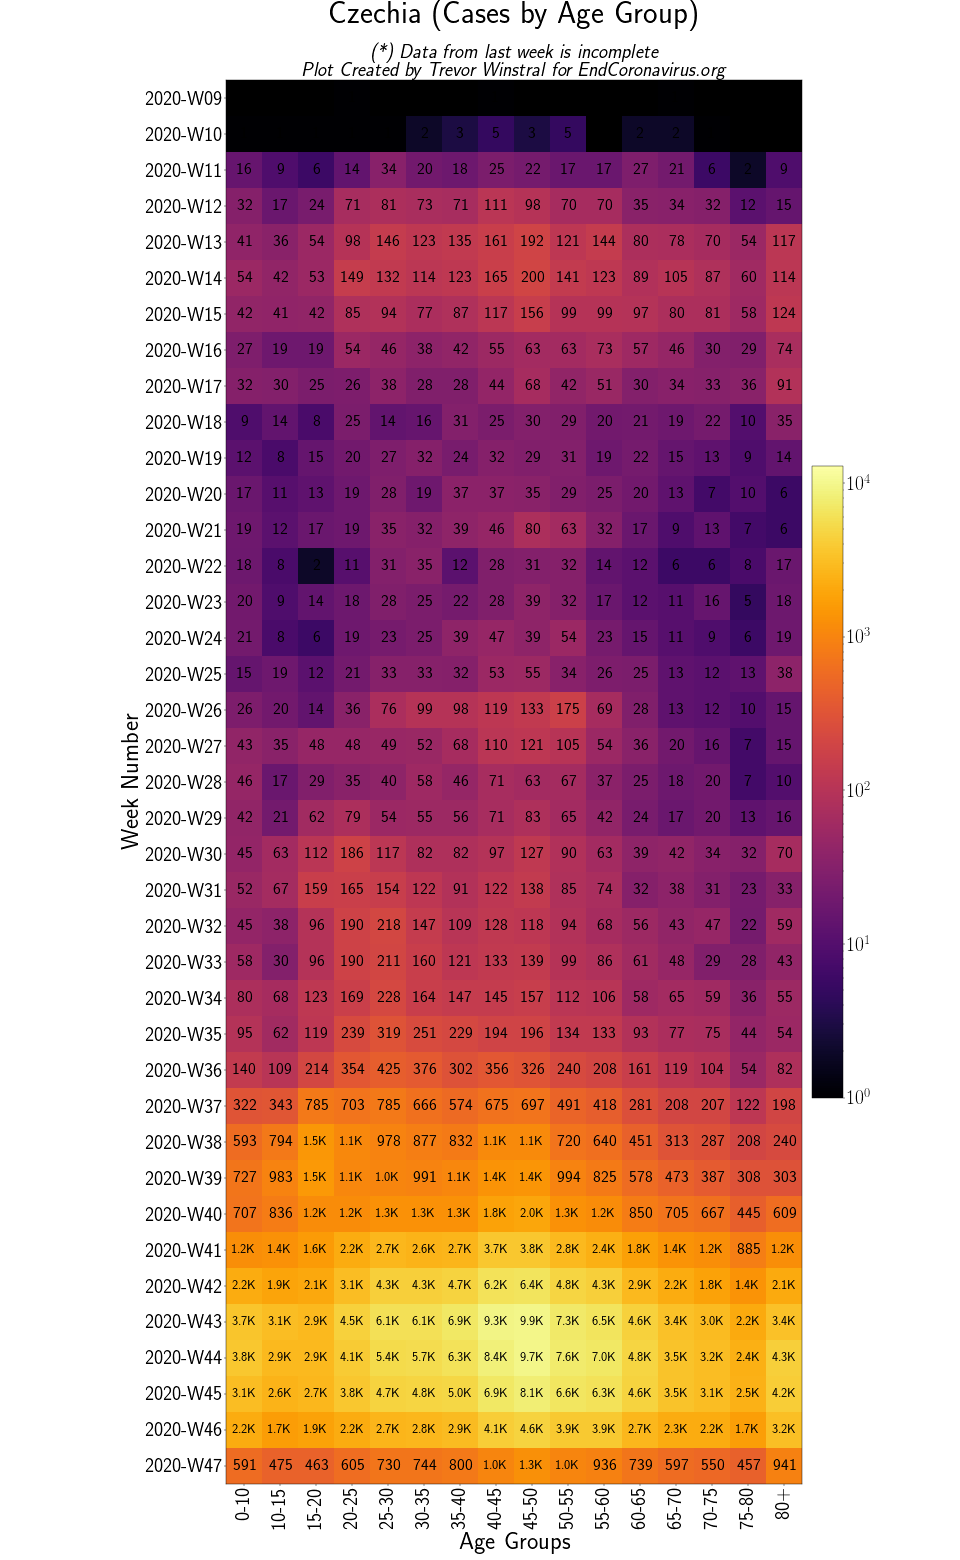 Czechia (Cases by Age Group)
(*) Data from last week is incomplete
Plot Created by Trevor Winstral for EndCoronavirus.org
2020-W09
2020-W10 2 3 5 3 5 2 2
2020-W11 16 9 6 14 34 20 18 25 22 17 17 27 21 6 2 9
2020-W12 32 17 24 71 81 73 71 111 98 70 70 35 34 32 12 15
2020-W13 41 36 54 98 146 123 135 161 192 121 144 80 78 70 54 117
2020-W14 54 42 53 149 132 114 123 165 200 141 123 89 105 87 60 114
2020-W15 42 41 42 85 94 77 87 117 156 99 99 97 80 81 58 124
2020-W16 27 19 19 54 46 38 42 55 63 63 73 57 46 30 29 74
2020-W17 32 30 25 26 38 28 28 44 68 42 51 30 34 33 36 91
2020-W18 9 14 8 25 14 16 31 25 30 29 20 21 19 22 10 35
2020-W19 12 8 15 20 27 32 24 32 29 31 19 22 15 13 9 14
2020-W20 17 11 13 19 28 19 37 37 35 29 25 20 13 7 10 6
2020-W21 19 12 17 19 35 32 39 46 80 63 32 17 9 13 7 6
2020-W22 18 8 2 11 31 35 12 28 31 32 14 12 6 6 8 17
2020-W23 20 9 14 18 28 25 22 28 39 32 17 12 11 16 5 18
2020-W24 21 8 6 19 23 25 39 47 39 54 23 15 11 9 6 19
2020-W25 15 19 12 21 33 33 32 53 55 34 26 25 13 12 13 38
2020-W26 26 20 14 36 76 99 98 119 133 175 69 28 13 12 10 15
2020-W27 43 35 48 48 49 52 68 110 121 105 54 36 20 16 7 15
2020-W28 46 17 29 35 40 58 46 71 63 67 37 25 18 20 7 10
2020-W29 42 21 62 79 54 55 56 71 83 65 42 24 17 20 13 16
2020-W30 45 63 112 186 117 82 82 97 127 90 63 39 42 34 32 70
2020-W31 52 67 159 165 154 122 91 122 138 85 74 32 38 31 23 33
2020-W32 45 38 96 190 218 147 109 128 118 94 68 56 43 47 22 59
2020-W33 58 30 96 190 211 160 121 133 139 99 86 61 48 29 28 43
2020-W34 80 68 123 169 228 164 147 145 157 112 106 58 65 59 36 55
2020-W35 95 62 119 239 319 251 229 194 196 134 133 93 77 75 44 54
2020-W36 140 109 214 354 425 376 302 356 326 240 208 161 119 104 54 82
2020-W37 322 343 785 703 785 666 574 675 697 491 418 281 208 207 122 198
2020-W38 593 794 1.5K 1.1K 978 877 832 1.1K 1.1K 720 640 451 313 287 208 240
2020-W39 727 983 1.5K 1.1K 1.0K 991 1.1K 1.4K 1.4K 994 825 578 473 387 308 303
2020-W40 707 836 1.2K 1.2K 1.3K 1.3K 1.3K 1.8K 2.0K 1.3K 1.2K 850 705 667 445 609
2020-W41 1.2K 1.4K 1.6K 2.2K 2.7K 2.6K 2.7K 3.7K 3.8K 2.8K 2.4K 1.8K 1.4K 1.2K 885 1.2K
2020-W42 2.2K 1.9K 2.1K 3.1K 4.3K 4.3K 4.7K 6.2K 6.4K 4.8K 4.3K 2.9K 2.2K 1.8K 1.4K 2.1K
2020-W43 3.7K 3.1K 2.9K 4.5K 6.1K 6.1K 6.9K 9.3K 9.9K 7.3K 6.5K 4.6K 3.4K 3.0K 2.2K 3.4K
2020-W44 3.8K 2.9K 2.9K 4.1K 5.4K 5.7K 6.3K 8.4K 9.7K 7.6K 7.0K 4.8K 3.5K 3.2K 2.4K 4.3K
2020-W45 3.1K 2.6K 2.7K 3.8K 4.7K 4.8K 5.0K 6.9K 8.1K 6.6K 6.3K 4.6K 3.5K 3.1K 2.5K 4.2K
2020-W46 2.2K 1.7K 1.9K 2.2K 2.7K 2.8K 2.9K 4.1K 4.6K 3.9K 3.9K 2.7K 2.3K 2.2K 1.7K 3.2K
2020-W47 591 475 463 605 730 744 800 1.0K 1.3K 1.0K 936 739 597 550 457 941
0-10 10-15 15-20 20-25 25-30 30-35 35-40 40-45 45-50 50-55 55-60 60-65 65-70 70-75 75-80 80+
Age Groups
Week Number
10⁴
10³
10²
10¹
10⁰